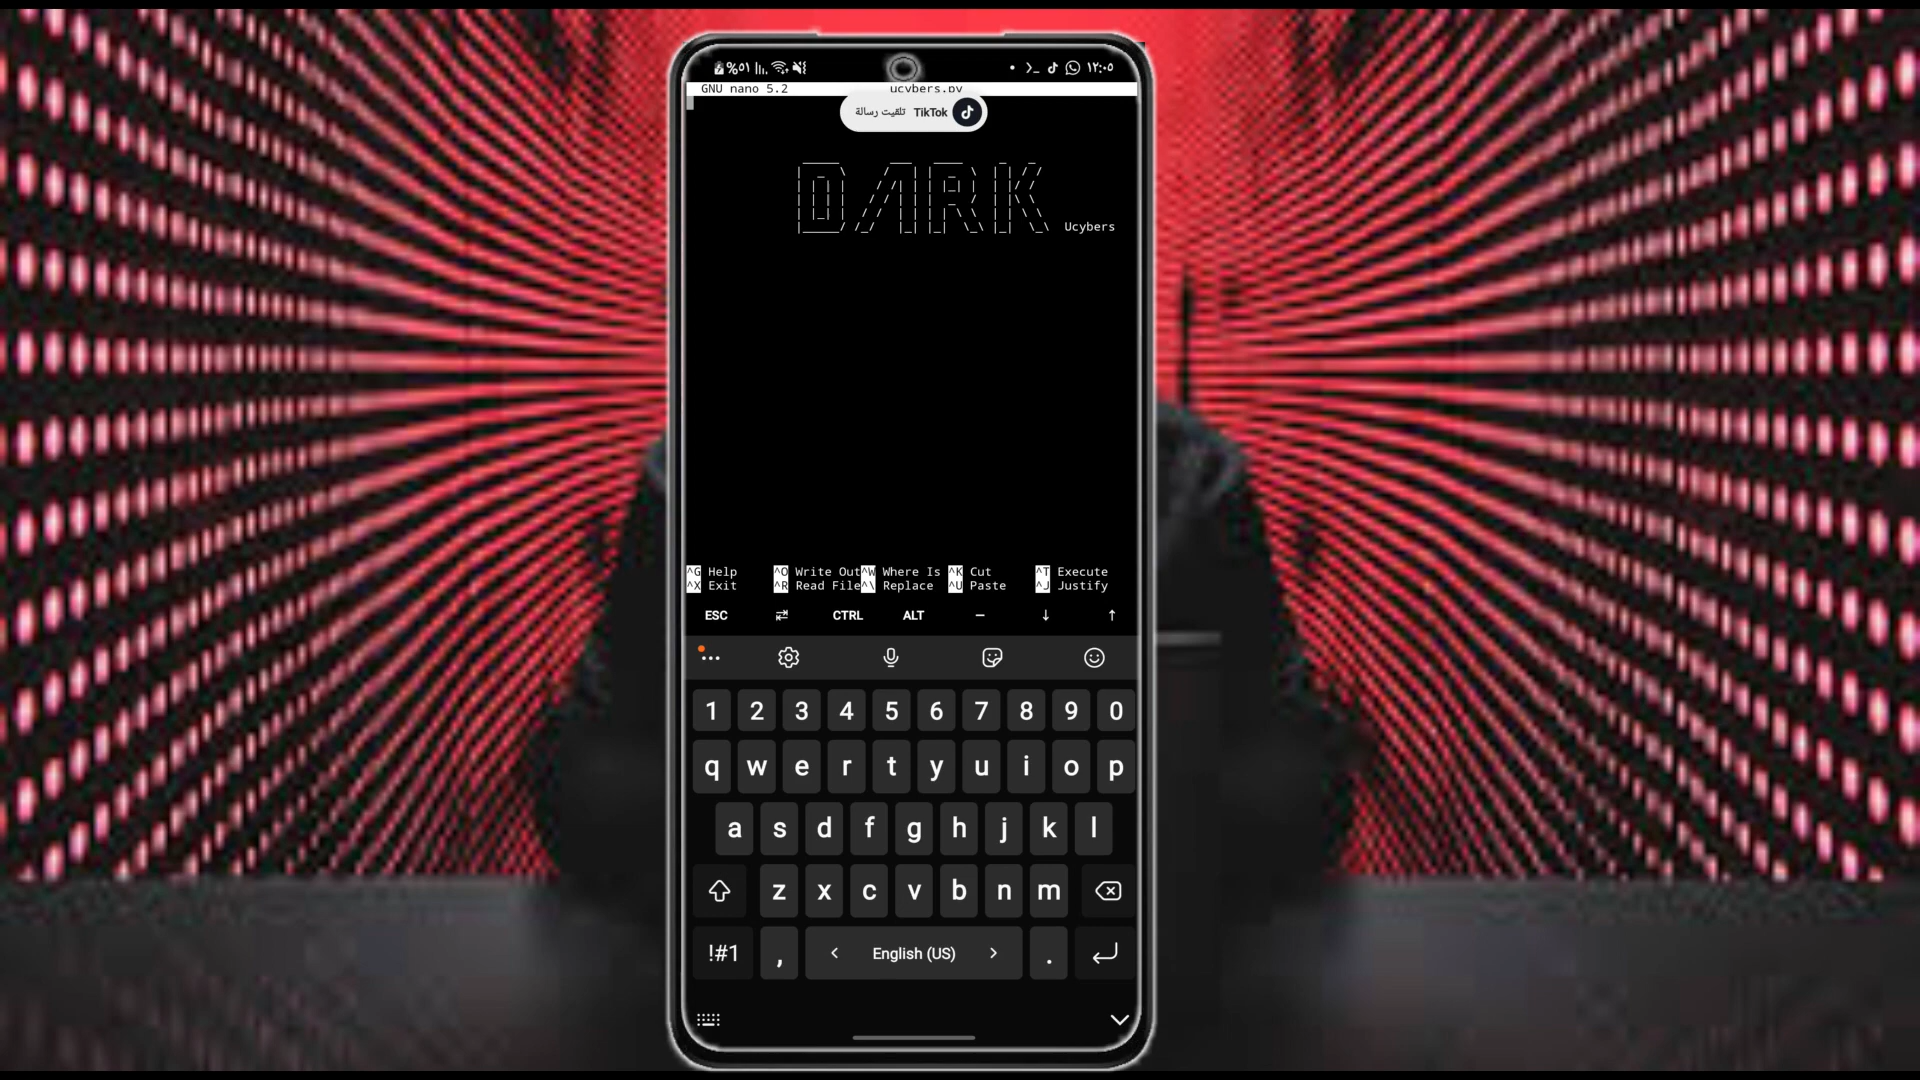 %٥١ ١٢:٠٥
GNU nano 5.2 ucybers.py
تلقيت رسالة TikTok
DARK
Ucybers
^G Help ^O Write Out ^W Where Is ^K Cut ^T Execute
^X Exit ^R Read File ^\ Replace ^U Paste ^J Justify
ESC CTRL ALT –
1 2 3 4 5 6 7 8 9 0
q w e r t y u i o p
a s d f g h j k l
z x c v b n m
!#1 , < English (US) > .